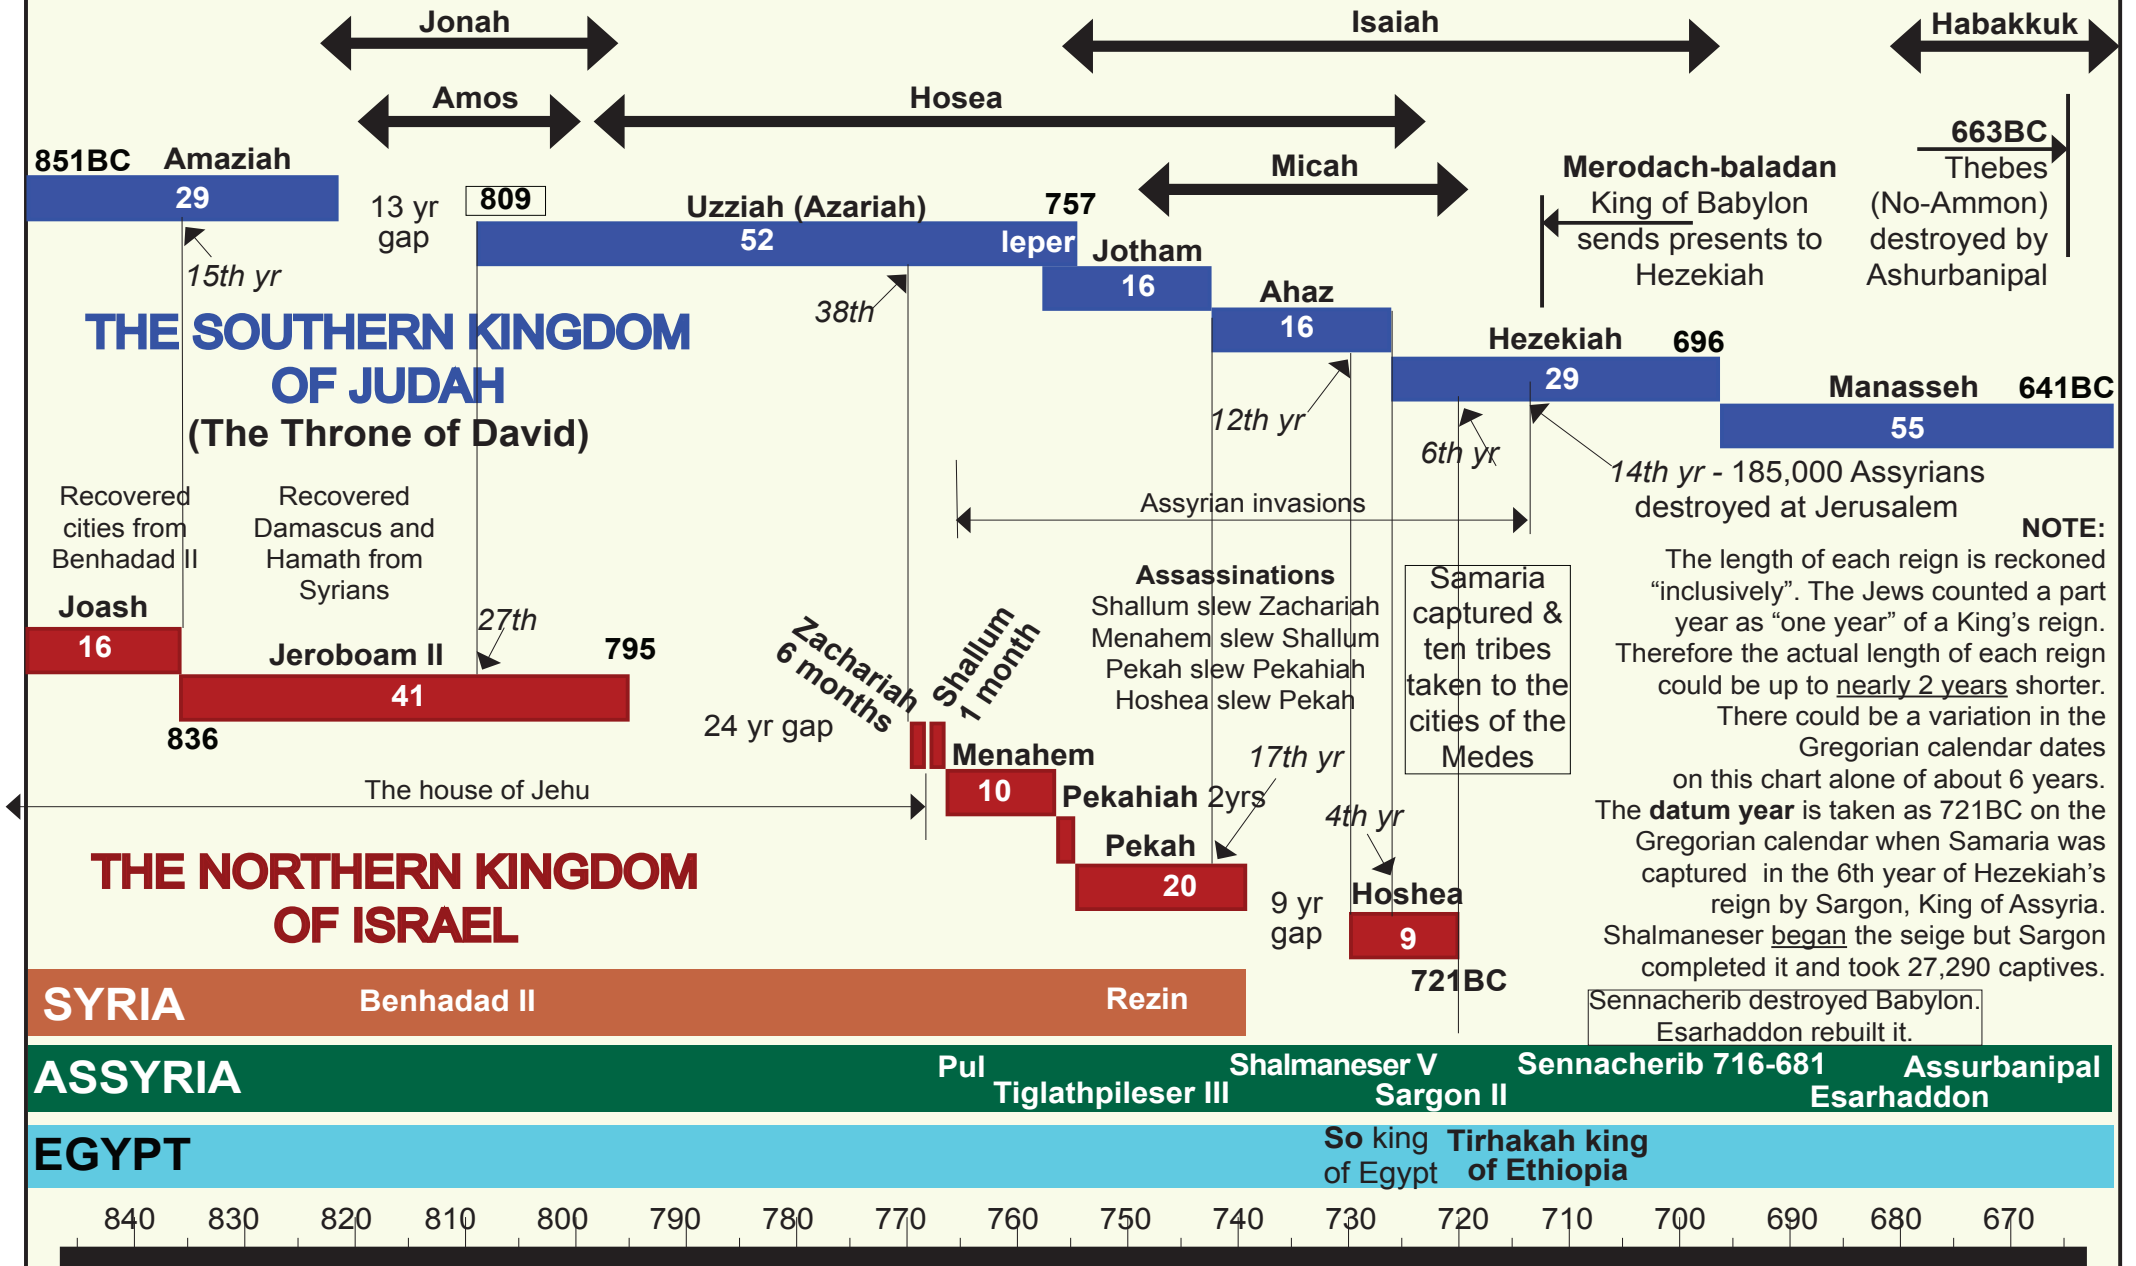 Jonah
Isaiah
Habakkuk
Amos
Hosea
851BC
Amaziah
29
13 yr
gap
15th yr
809
Uzziah (Azariah)
52
leper
757
38th
Micah
Jotham
16
Ahaz
16
12th yr
Merodach-baladan
King of Babylon
sends presents to
Hezekiah
663BC
Thebes
(No-Ammon)
destroyed by
Ashurbanipal
Hezekiah
696
29
6th yr
Manasseh
641BC
55
14th yr - 185,000 Assyrians
destroyed at Jerusalem
THE SOUTHERN KINGDOM
OF JUDAH
(The Throne of David)
Recovered
cities from
Benhadad II
Recovered
Damascus and
Hamath from
Syrians
Assyrian invasions
Joash
16
Jeroboam II
41
27th
795
836
24 yr gap
Zachariah
6 months
Shallum
1 month
Assassinations
Shallum slew Zachariah
Menahem slew Shallum
Pekah slew Pekahiah
Hoshea slew Pekah
Samaria
captured &
ten tribes
taken to the
cities of the
Medes
Menahem
10
Pekahiah 2yrs
17th yr
4th yr
Pekah
20
9 yr
gap
Hoshea
9
721BC
The house of Jehu
THE NORTHERN KINGDOM
OF ISRAEL
NOTE:
The length of each reign is reckoned
“inclusively”. The Jews counted a part
year as “one year” of a King’s reign.
Therefore the actual length of each reign
could be up to nearly 2 years shorter.
There could be a variation in the
Gregorian calendar dates
on this chart alone of about 6 years.
The datum year is taken as 721BC on the
Gregorian calendar when Samaria was
captured in the 6th year of Hezekiah’s
reign by Sargon, King of Assyria.
Shalmaneser began the seige but Sargon
completed it and took 27,290 captives.
Sennacherib destroyed Babylon.
Esarhaddon rebuilt it.
SYRIA
Benhadad II
Rezin
ASSYRIA
Pul
Tiglathpileser III
Shalmaneser V
Sargon II
Sennacherib 716-681
Esarhaddon
Assurbanipal
EGYPT
So king
of Egypt
Tirhakah king
of Ethiopia
840 830 820 810 800 790 780 770 760 750 740 730 720 710 700 690 680 670